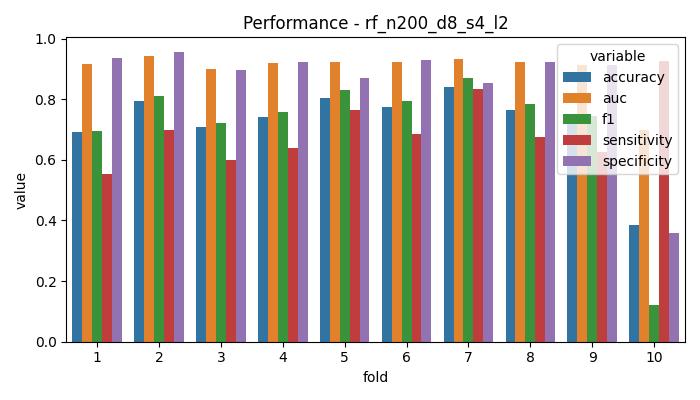 Performance - rf_n200_d8_s4_l2
value
1.0
0.8
0.6
0.4
0.2
0.0
variable
accuracy
auc
f1
sensitivity
specificity
1 2 3 4 5 6 7 8 9 10
fold